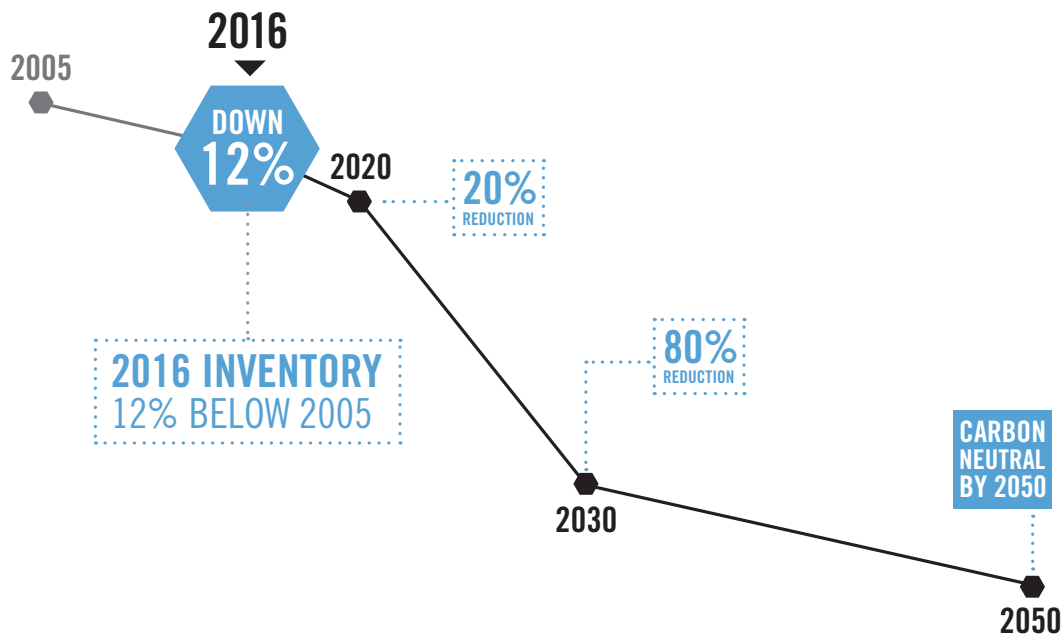 2016
2005
DOWN
12%
2020
20%
REDUCTION
2016 INVENTORY
12% BELOW 2005
80%
REDUCTION
2030
CARBON
NEUTRAL
BY 2050
2050